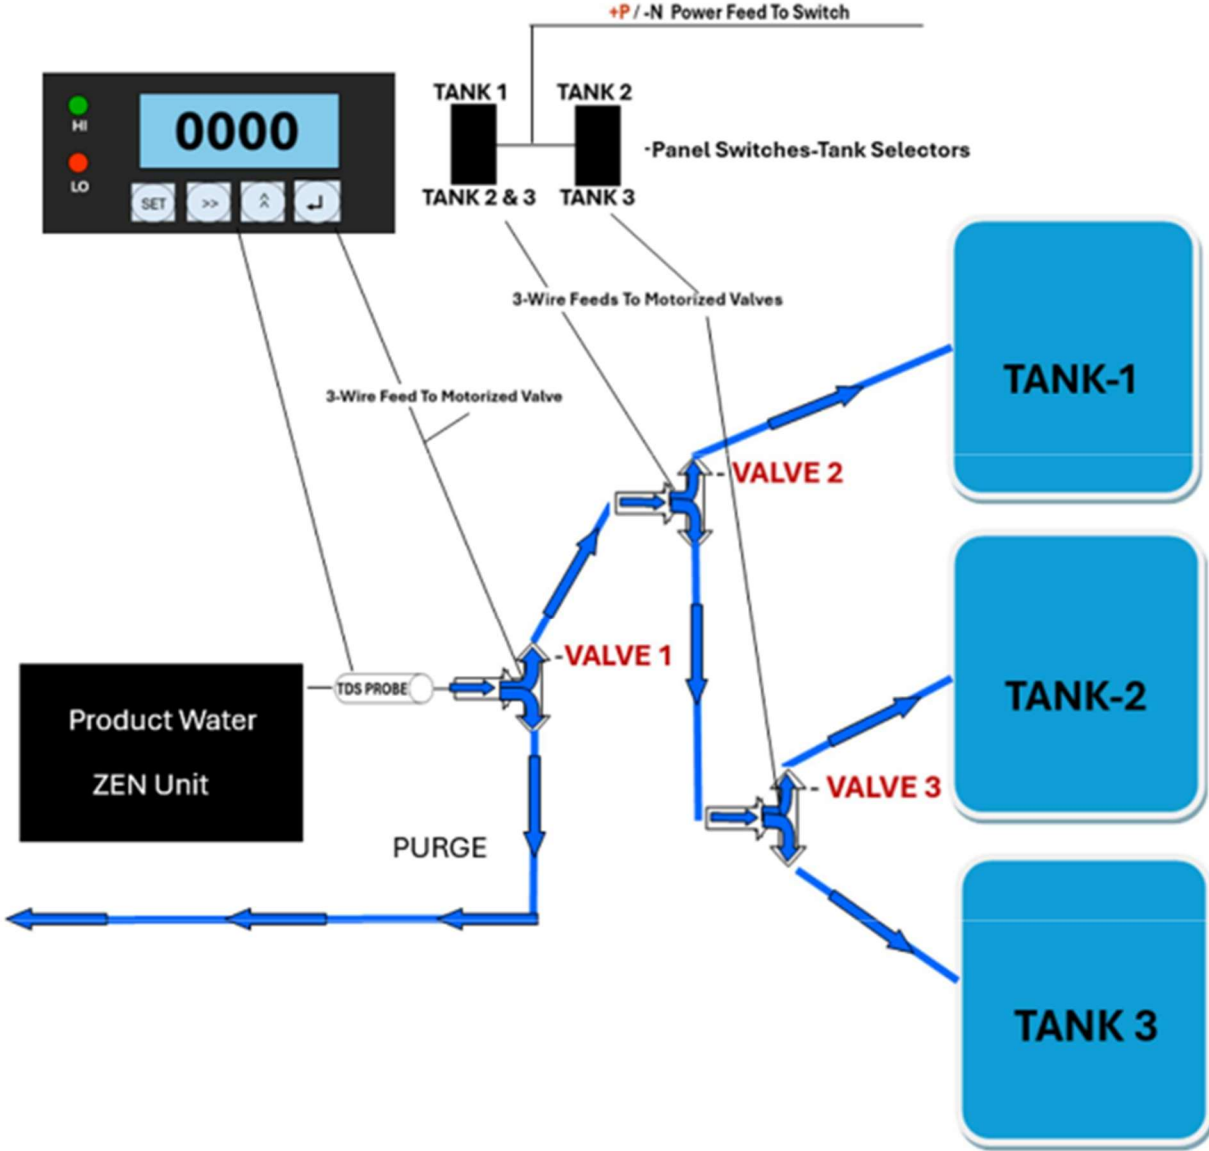 +P / -N Power Feed To Switch
TANK 1
TANK 2
HI
0000
LO
-Panel Switches-Tank Selectors
SET
>>
TANK 2 & 3
TANK 3
3-Wire Feeds To Motorized Valves
TANK-1
3-Wire Feed To Motorized Valve
- VALVE 2
-VALVE 1
TDS PROBE
TANK-2
Product Water
ZEN Unit
- VALVE 3
PURGE
TANK 3